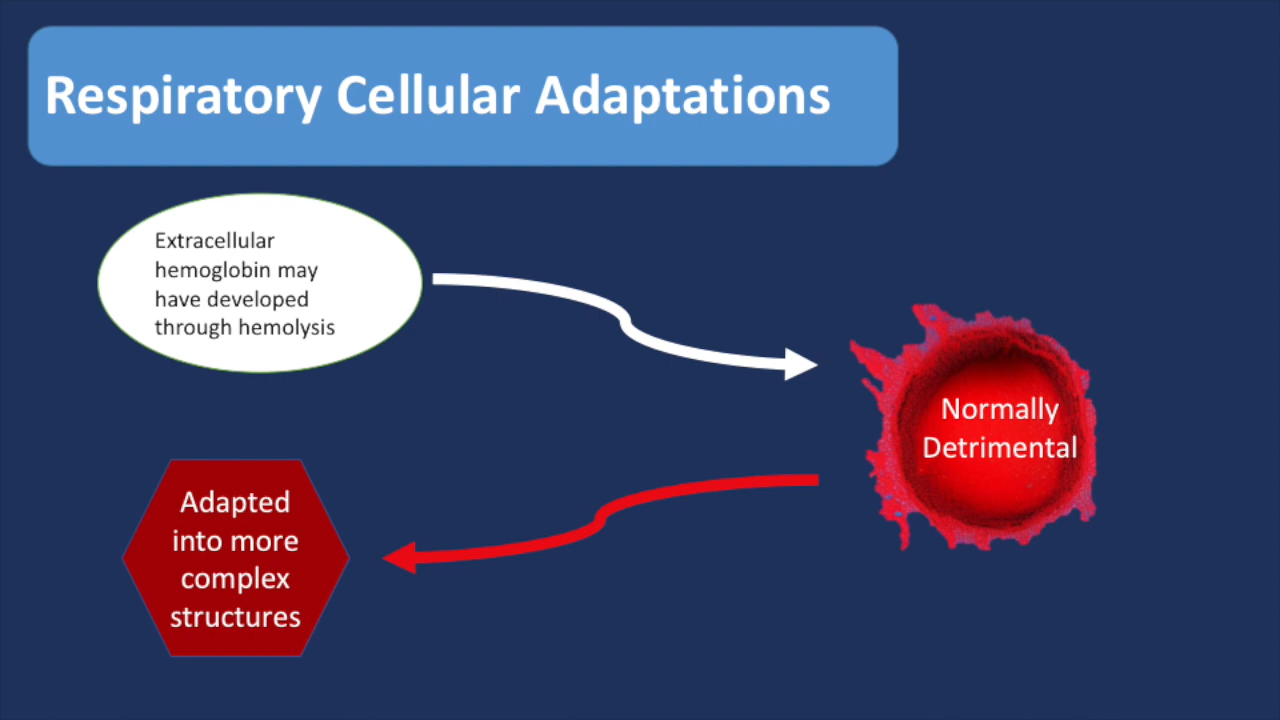 Respiratory Cellular Adaptations
Extracellular
hemoglobin may
have developed
through hemolysis
Normally
Detrimental
Adapted
into more
complex
structures